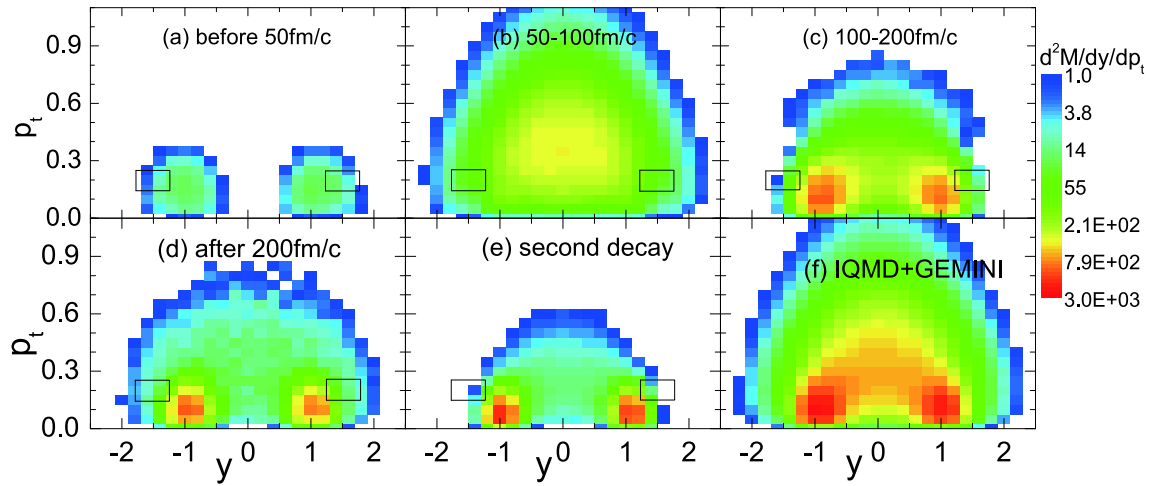 (a) before 50fm/c
(b) 50-100fm/c
(c) 100-200fm/c
d²M/dy/dpₜ
1.0
3.8
14
55
2.1E+02
7.9E+02
3.0E+03
0.9
0.6
0.3
0.0
pₜ
(d) after 200fm/c
(e) second decay
(f) IQMD+GEMINI
0.9
0.6
0.3
0.0
pₜ
-2 -1 0 1 2
-2 -1 0 1 2
-2 -1 0 1 2
y
y
y